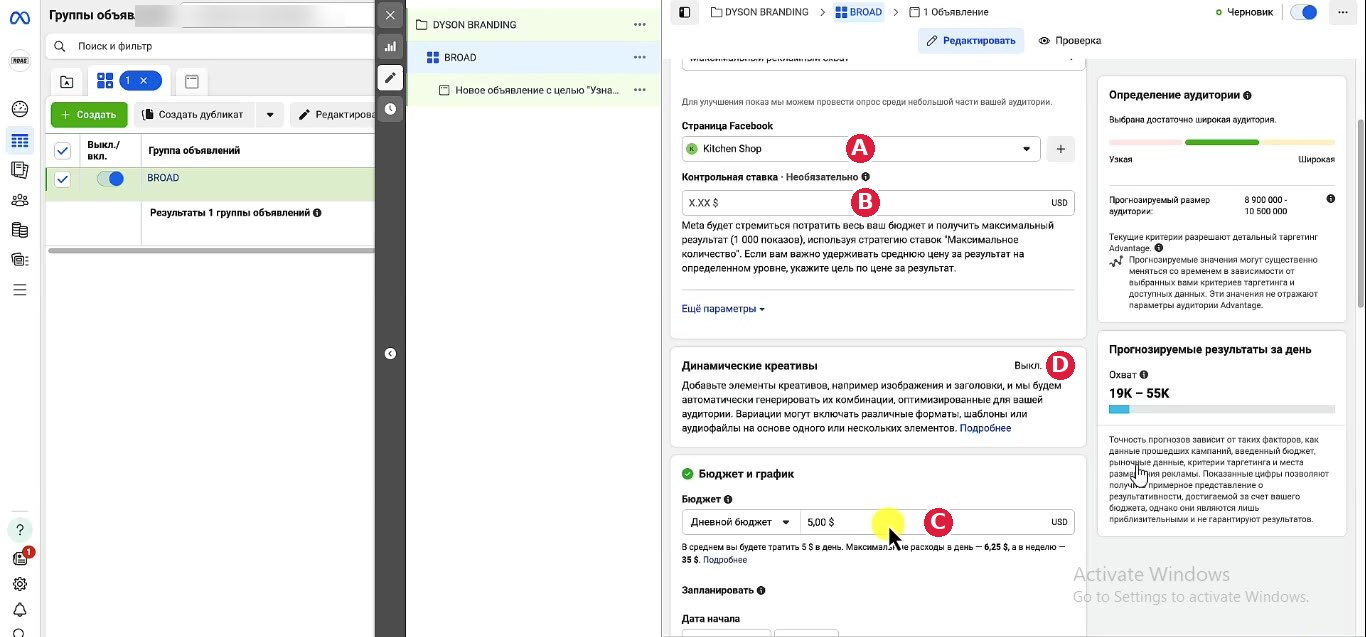 Группы объявл
Поиск и фильтр
1 ×
+ Создать
Создать дубликат
Редактирова
Выкл./
вкл.
Группа объявлений
BROAD
Результаты 1 группы объявлений
?
1
DYSON BRANDING
BROAD
Новое объявление с целью "Узна...
DYSON BRANDING > BROAD > 1 Объявление
Черновик
Редактировать
Проверка
Для улучшения показ мы можем провести опрос среди небольшой части вашей аудитории.
Страница Facebook
K Kitchen Shop
A
Контрольная ставка · Необязательно
X.XX $
B
USD
Meta будет стремиться потратить весь ваш бюджет и получить максимальный
результат (1 000 показов), используя стратегию ставок "Максимальное
количество". Если вам важно удерживать среднюю цену за результат на
определенном уровне, укажите цель по цене за результат.
Ещё параметры
Динамические креативы
Выкл.
D
Добавьте элементы креативов, например изображения и заголовки, и мы будем
автоматически генерировать их комбинации, оптимизированные для вашей
аудитории. Вариации могут включать различные форматы, шаблоны или
аудиофайлы на основе одного или нескольких элементов. Подробнее
Бюджет и график
Бюджет
Дневной бюджет
5,00 $
C
USD
В среднем вы будете тратить 5 $ в день. расходы в день — 6,25 $, а в неделю —
35 $. Подробнее
Запланировать
Дата начала
Определение аудитории
Выбрана достаточно широкая аудитория.
Узкая
Широкая
Прогнозируемый размер
аудитории:
8 900 000 -
10 500 000
Текущие критерии разрешают детальный таргетинг
Advantage.
Прогнозируемые значения могут существенно
меняться со временем в зависимости от
выбранных вами критериев таргетинга и
доступных данных. Эти значения не отражают
параметры аудитории Advantage.
Прогнозируемые результаты за день
Охват
19K – 55K
Точность прогнозов зависит от таких факторов, как
данные прошедших кампаний, введенный бюджет,
рыночные данные, критерии таргетинга и места
рекламы. Показанные цифры позволяют
примерное представление о
результативности, достигаемой за счет вашего
бюджета, однако они являются лишь
приблизительными и не гарантируют результатов.
Activate Windows
Go to Settings to activate Windows.